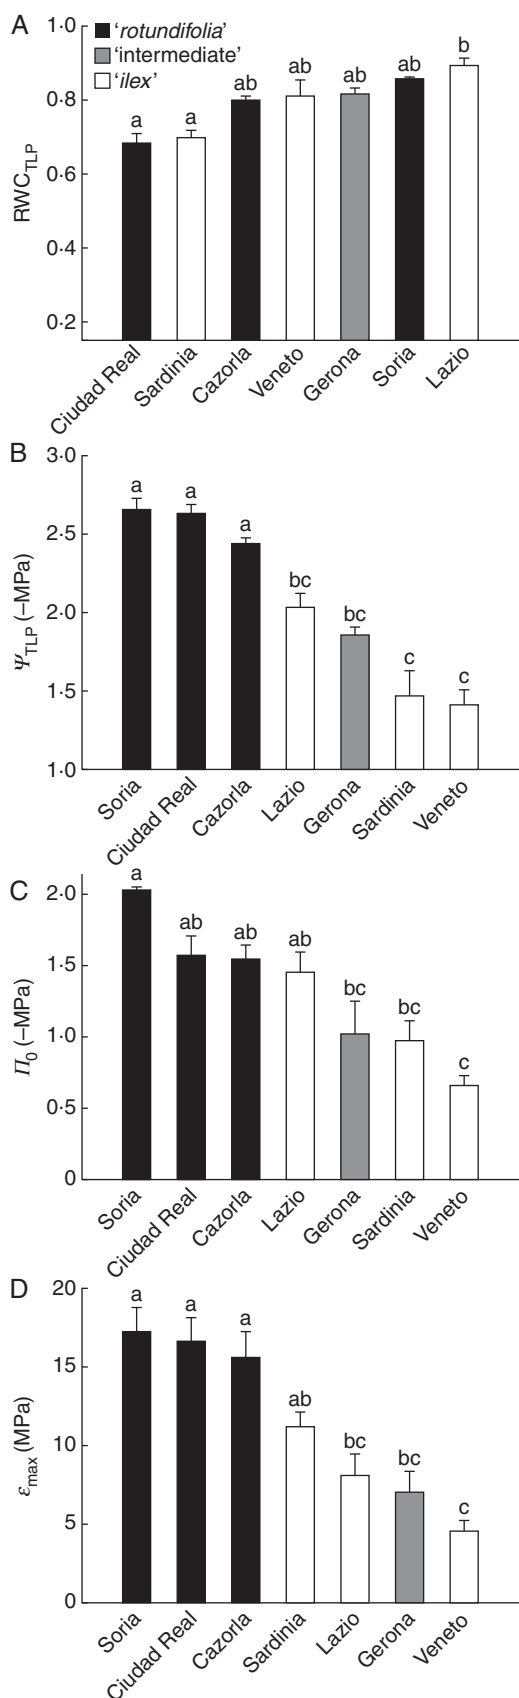 A
'rotundifolia'
'intermediate'
'ilex'
1·0
0·8
0·6
0·4
0·2
RWC_TLP
a a ab ab ab ab b
Ciudad Real Sardinia Cazorla Veneto Gerona Soria Lazio
B
3·0
2·5
2·0
1·5
1·0
Ψ_TLP (–MPa)
a a a bc bc c c
Soria Ciudad Real Cazorla Lazio Gerona Sardinia Veneto
C
2·0
1·5
1·0
0·5
0
Π_0 (–MPa)
a ab ab ab bc bc c
Soria Ciudad Real Cazorla Lazio Gerona Sardinia Veneto
D
20
15
10
5
0
ε_max (MPa)
a a a ab bc bc c
Soria Ciudad Real Cazorla Sardinia Lazio Gerona Veneto